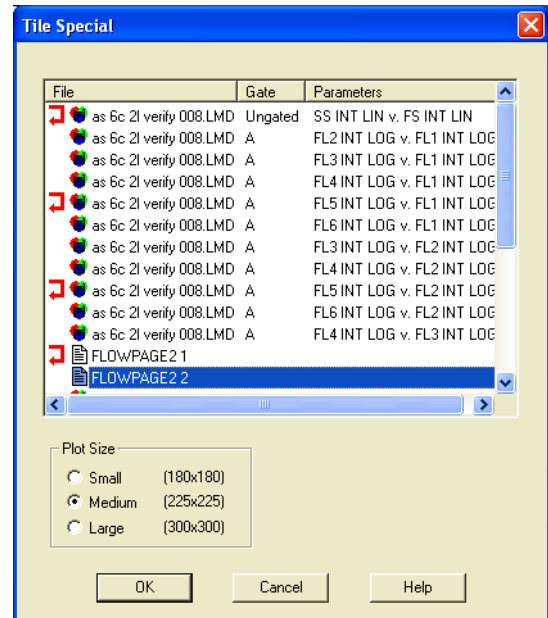 Tile Special
File Gate Parameters
as 6c 2l verify 008.LMD Ungated SS INT LIN v. FS INT LIN
as 6c 2l verify 008.LMD A FL2 INT LOG v. FL1 INT LOG
as 6c 2l verify 008.LMD A FL3 INT LOG v. FL1 INT LOG
as 6c 2l verify 008.LMD A FL4 INT LOG v. FL1 INT LOG
as 6c 2l verify 008.LMD A FL5 INT LOG v. FL1 INT LOG
as 6c 2l verify 008.LMD A FL6 INT LOG v. FL1 INT LOG
as 6c 2l verify 008.LMD A FL3 INT LOG v. FL2 INT LOG
as 6c 2l verify 008.LMD A FL4 INT LOG v. FL2 INT LOG
as 6c 2l verify 008.LMD A FL5 INT LOG v. FL2 INT LOG
as 6c 2l verify 008.LMD A FL6 INT LOG v. FL2 INT LOG
as 6c 2l verify 008.LMD A FL4 INT LOG v. FL3 INT LOG
FLOWPAGE2 1
FLOWPAGE2 2
Plot Size
Small (180x180)
Medium (225x225)
Large (300x300)
OK Cancel Help